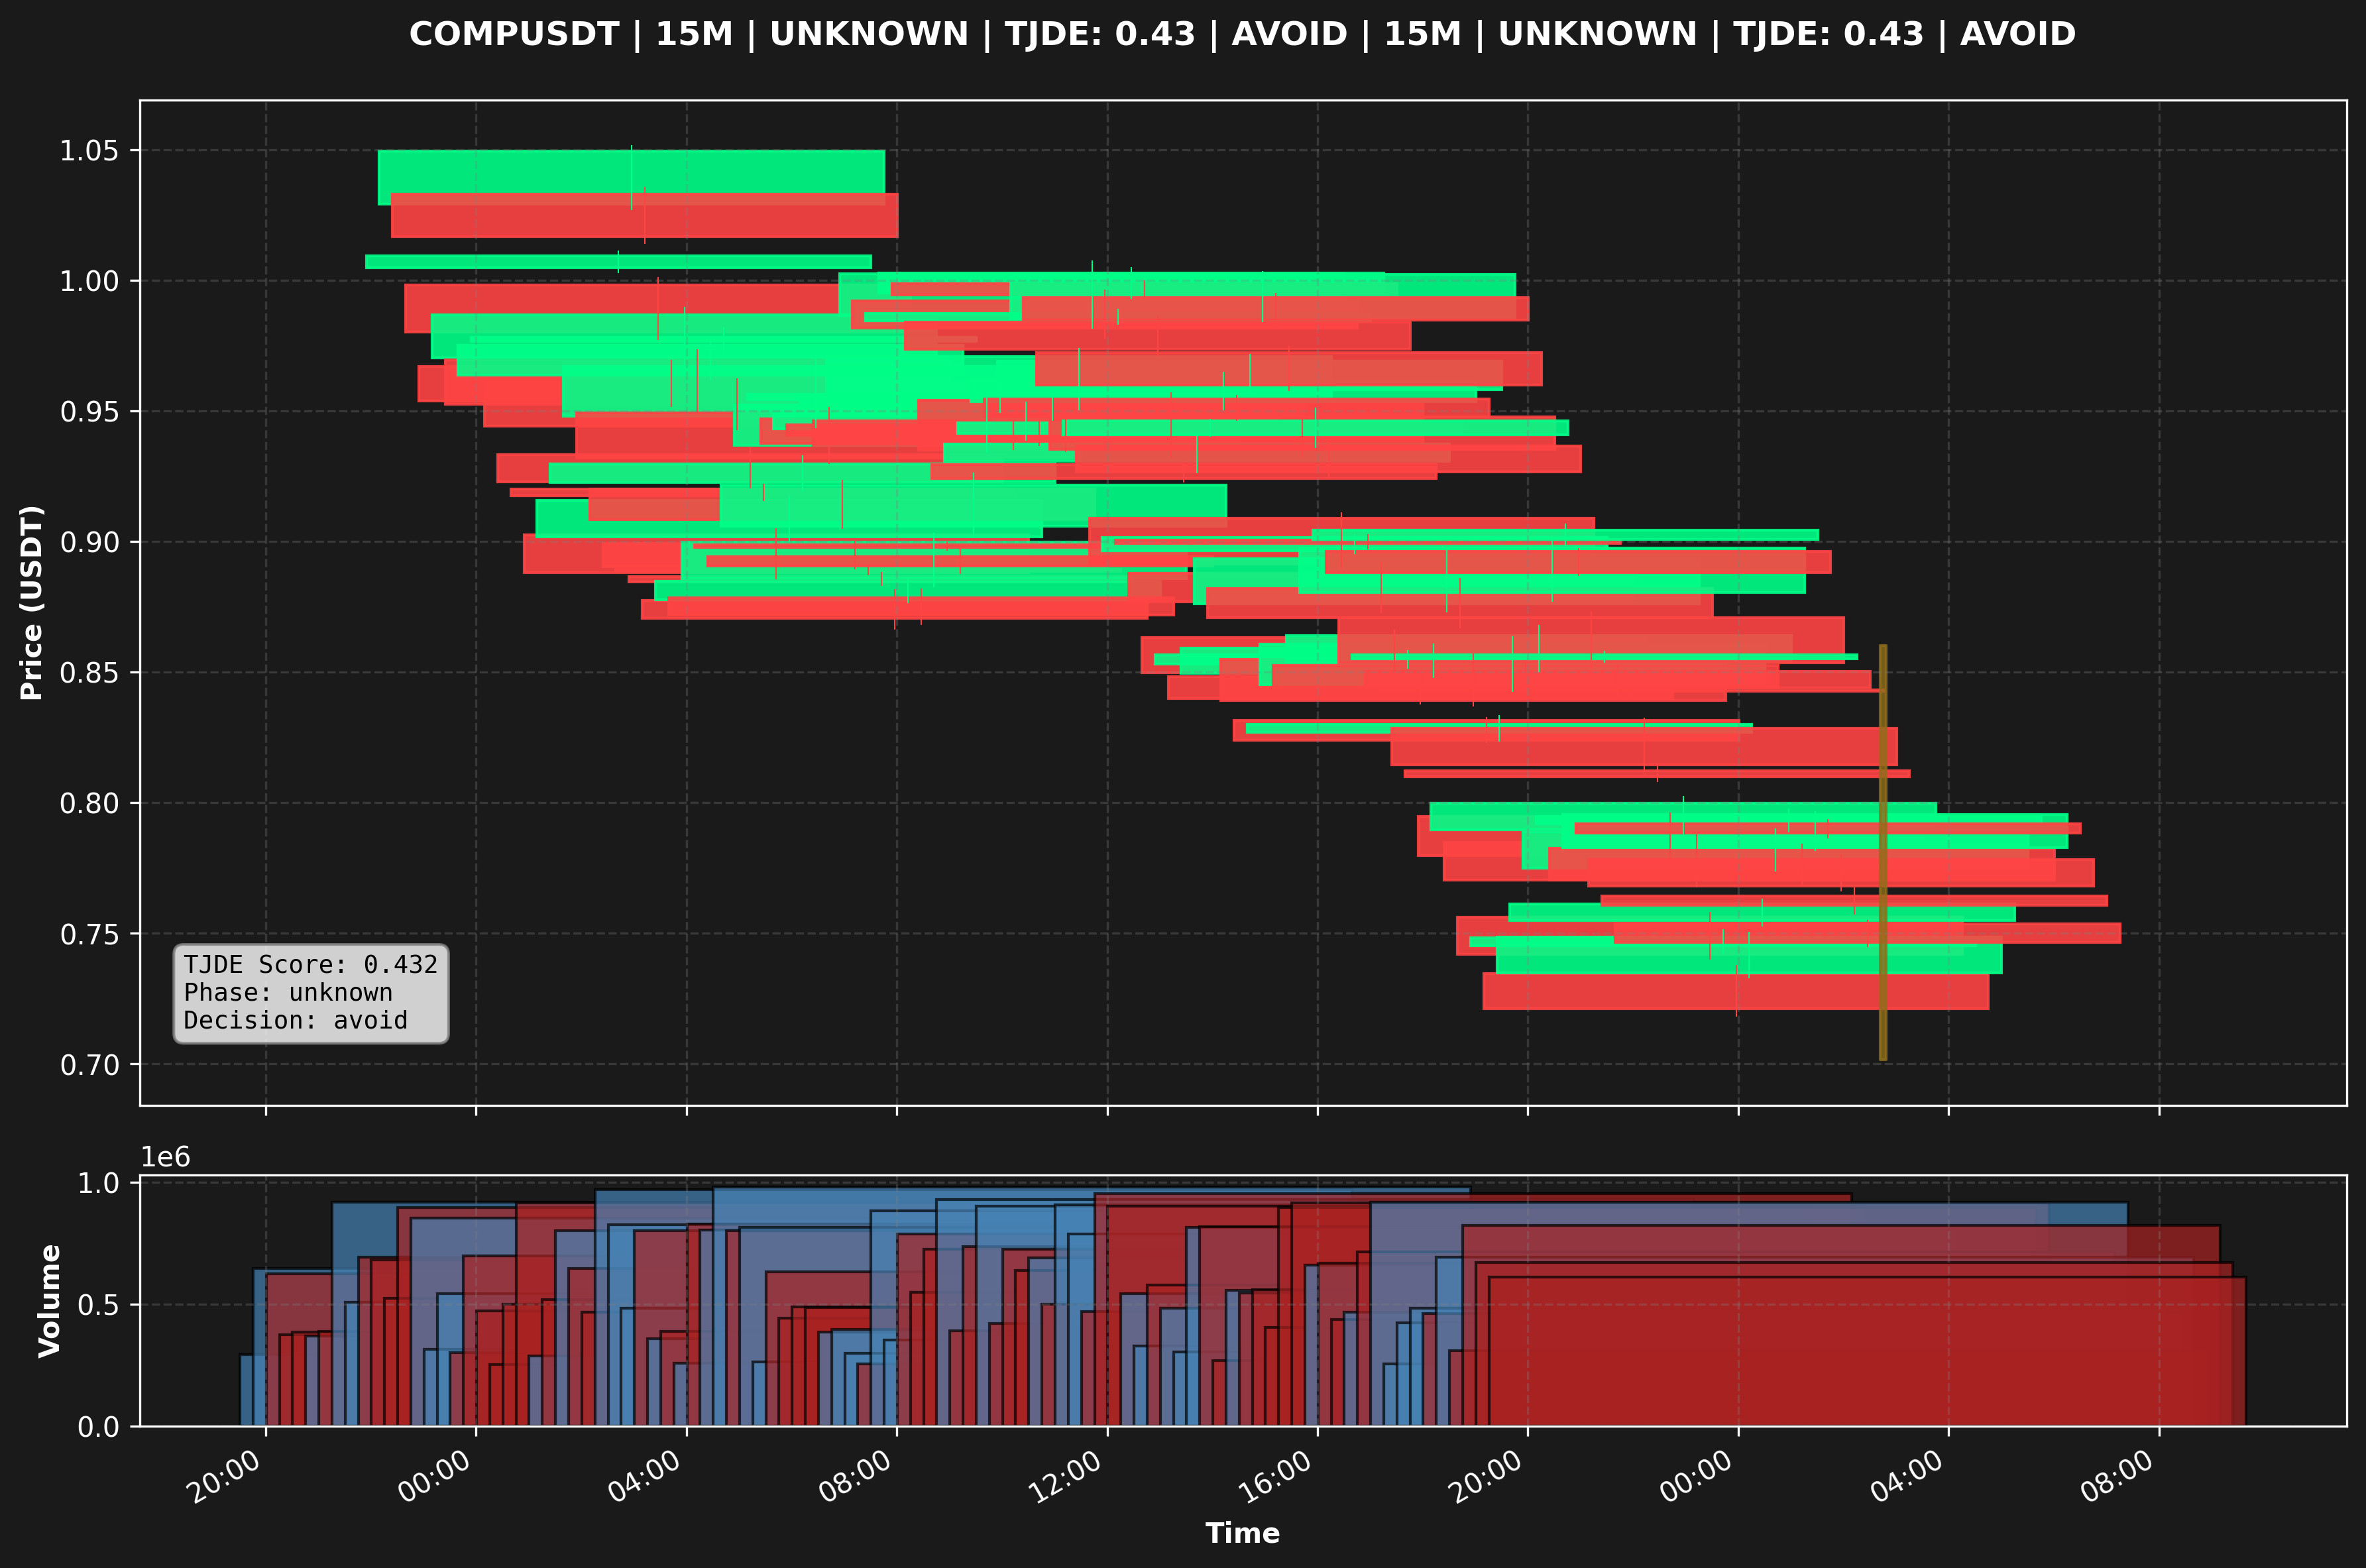 COMPUSDT | 15M | UNKNOWN | TJDE: 0.43 | AVOID | 15M | UNKNOWN | TJDE: 0.43 | AVOID
Price (USDT)
1.05
1.00
0.95
0.90
0.85
0.80
0.75
0.70
TJDE Score: 0.432
Phase: unknown
Decision: avoid
1e6
Volume
1.0
0.5
0.0
20:00
00:00
04:00
08:00
12:00
16:00
20:00
00:00
04:00
08:00
Time